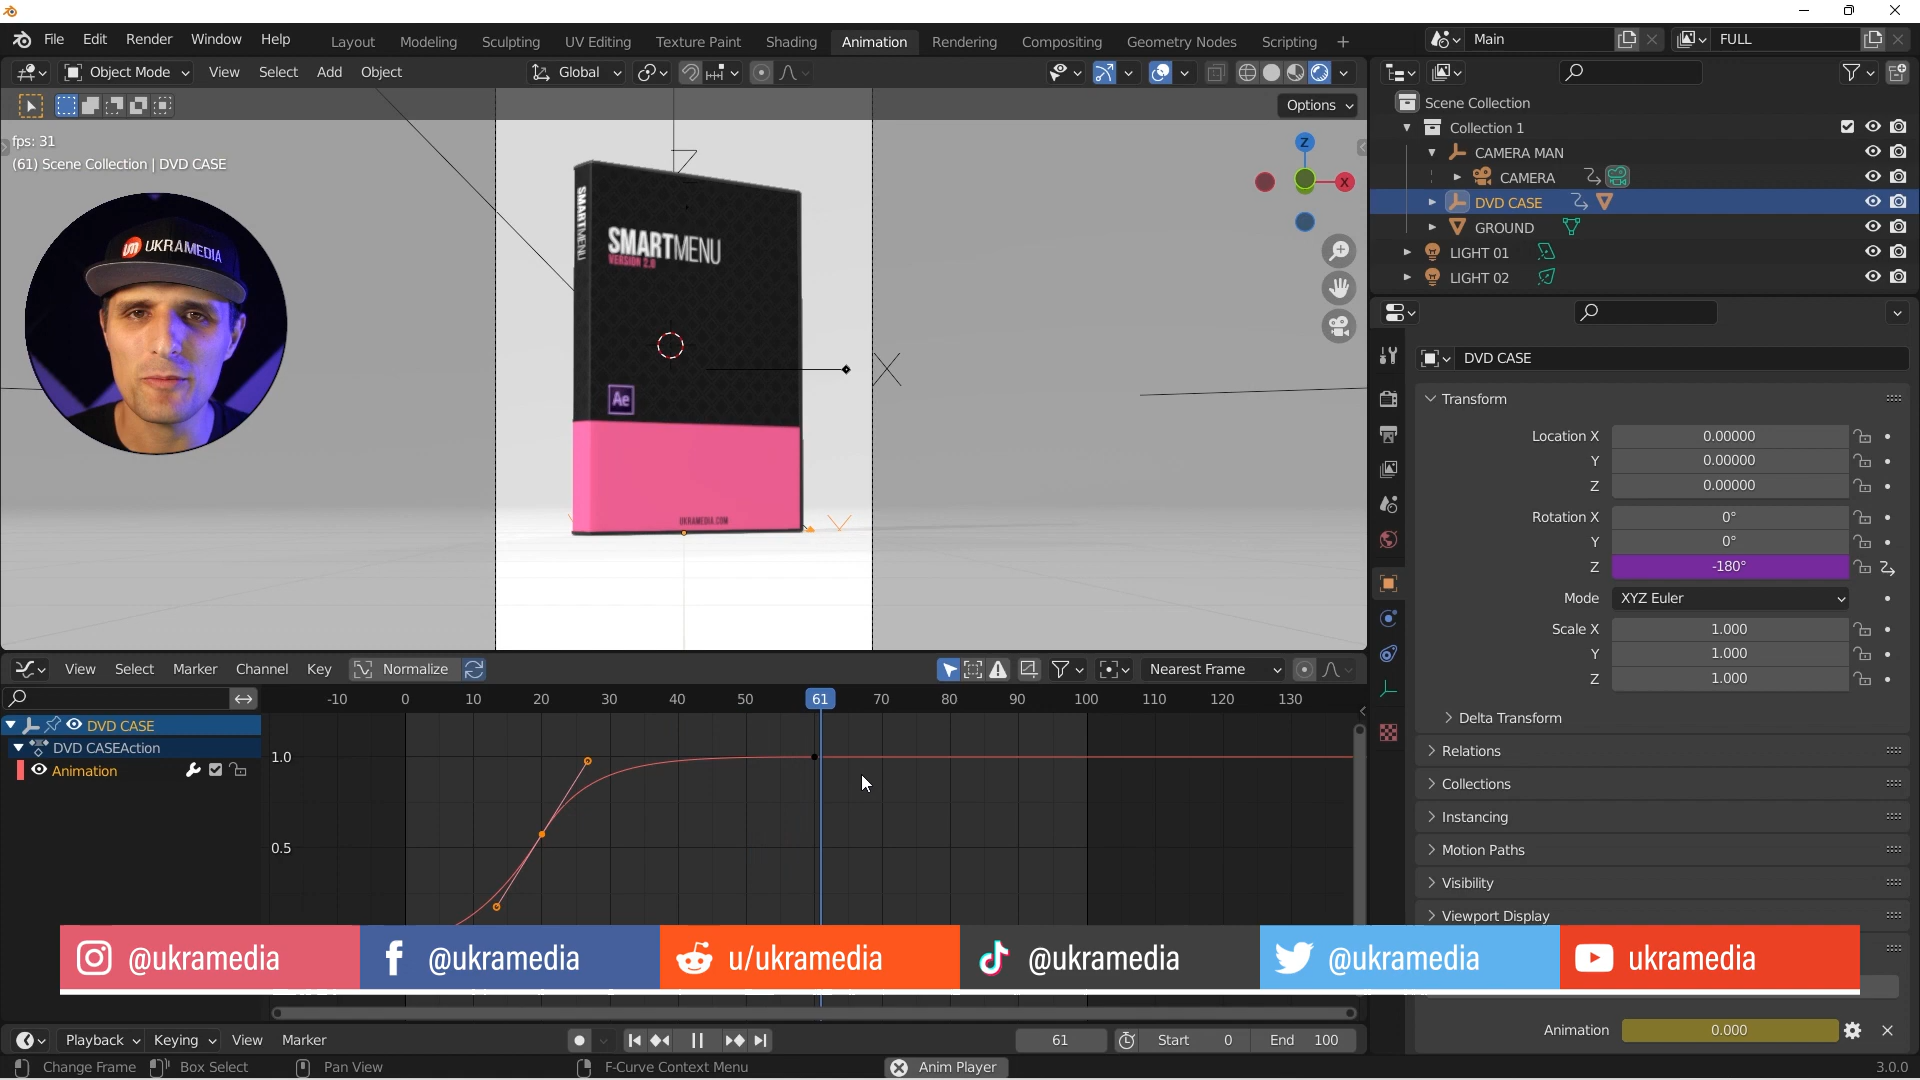 File Edit Render Window Help
Layout Modeling Sculpting UV Editing Texture Paint Shading Animation Rendering Compositing Geometry Nodes Scripting +
Main
FULL
Object Mode View Select Add Object
Global
Options
fps: 31
(61) Scene Collection | DVD CASE
UKRAMEDIA
SMARTMENU
SMARTMENU
VERSION 2.0
Ae
UKRAMEDIA.COM
Z
X
Y
Z
X
Scene Collection
Collection 1
CAMERA MAN
CAMERA
DVD CASE
GROUND
LIGHT 01
LIGHT 02
DVD CASE
Transform
Location X 0.00000
Y 0.00000
Z 0.00000
Rotation X 0°
Y 0°
Z -180°
Mode XYZ Euler
Scale X 1.000
Y 1.000
Z 1.000
Delta Transform
Relations
Collections
Instancing
Motion Paths
Visibility
Viewport Display
Animation 0.000
View Select Marker Channel Key Normalize Nearest Frame
-10 0 10 20 30 40 50 61 70 80 90 100 110 120 130
DVD CASE
DVD CASEAction
Animation
1.0
0.5
@ukramedia @ukramedia u/ukramedia @ukramedia @ukramedia ukramedia
Playback Keying View Marker 61 Start 0 End 100
Change Frame Box Select Pan View F-Curve Context Menu Anim Player 3.0.0